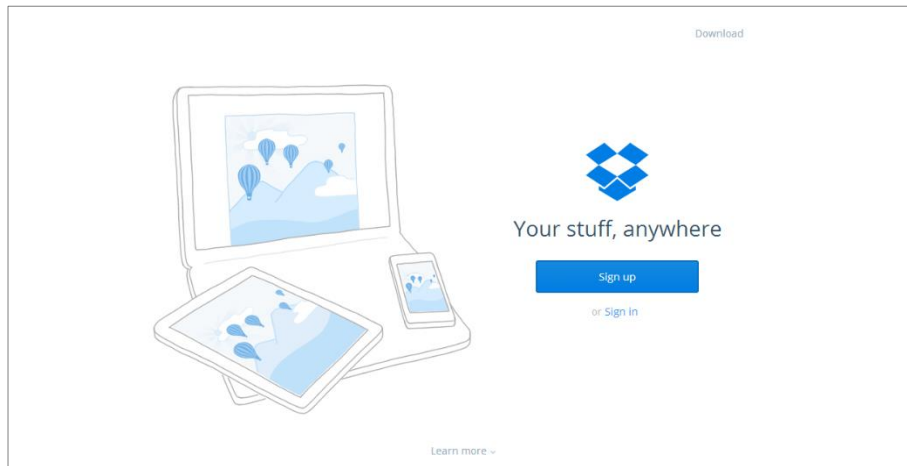 Download
Your stuff, anywhere
Sign up
or Sign in
Learn more